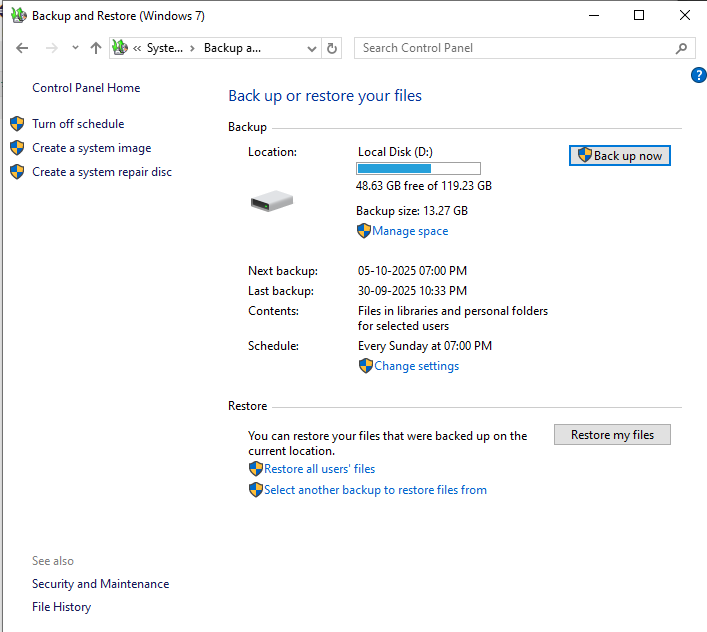 Backup and Restore (Windows 7)
« Syste... > Backup a...
Search Control Panel
?
Control Panel Home
Turn off schedule
Create a system image
Create a system repair disc
Back up or restore your files
Backup
Location: Local Disk (D:)
Back up now
48.63 GB free of 119.23 GB
Backup size: 13.27 GB
Manage space
Next backup: 05-10-2025 07:00 PM
Last backup: 30-09-2025 10:33 PM
Contents: Files in libraries and personal folders
for selected users
Schedule: Every Sunday at 07:00 PM
Change settings
Restore
You can restore your files that were backed up on the
current location.
Restore my files
Restore all users' files
Select another backup to restore files from
See also
Security and Maintenance
File History